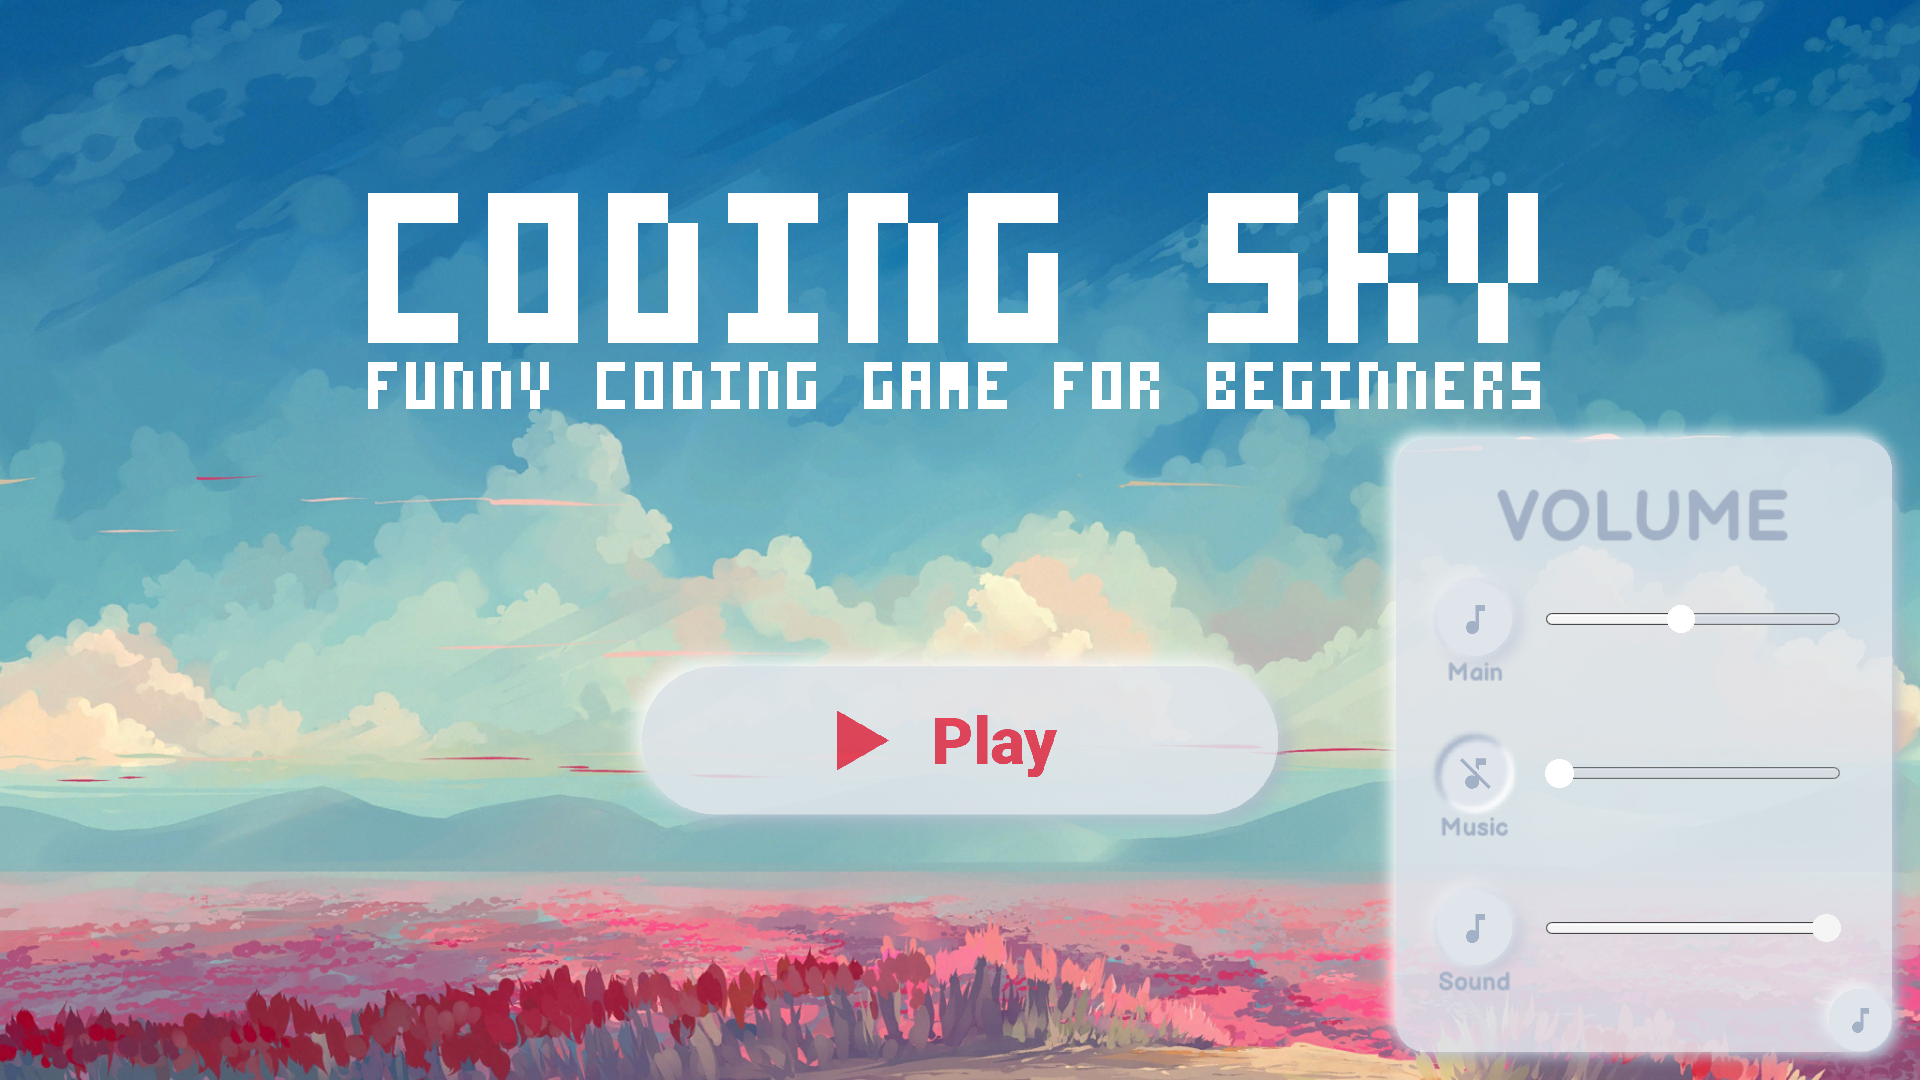 CODING SKY
FUNNY CODING GAME FOR BEGINNERS
VOLUME
Main
Play
Music
Sound